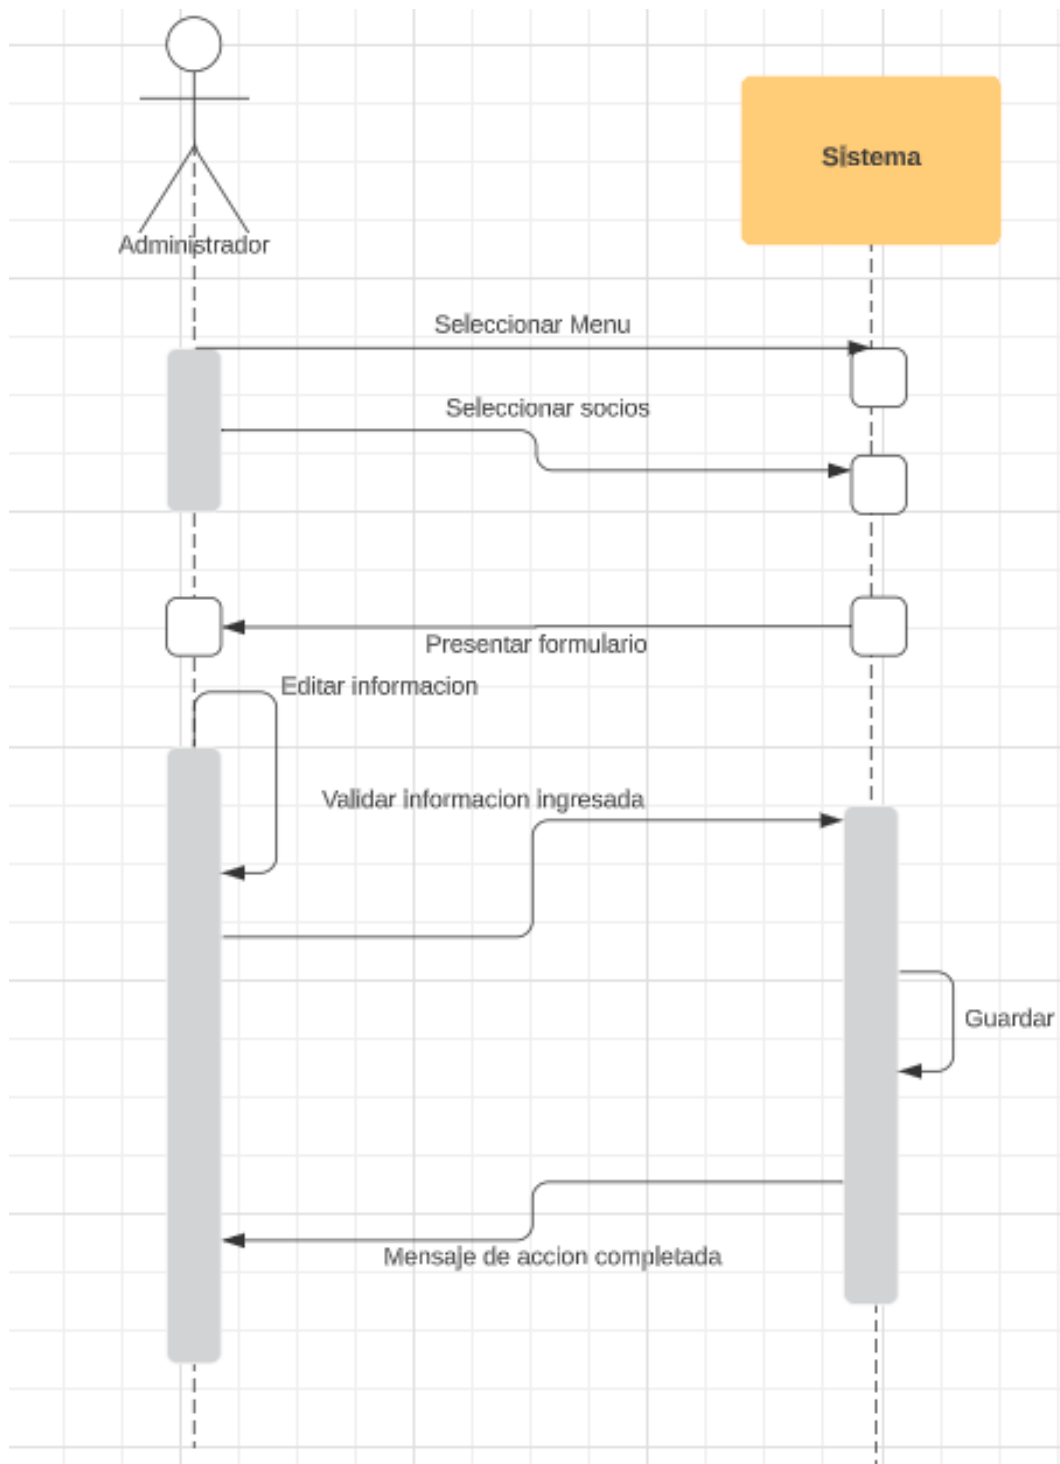 Sistema
Administrador
Seleccionar Menu
Seleccionar socios
Presentar formulario
Editar informacion
Validar informacion ingresada
Guardar
Mensaje de accion completada